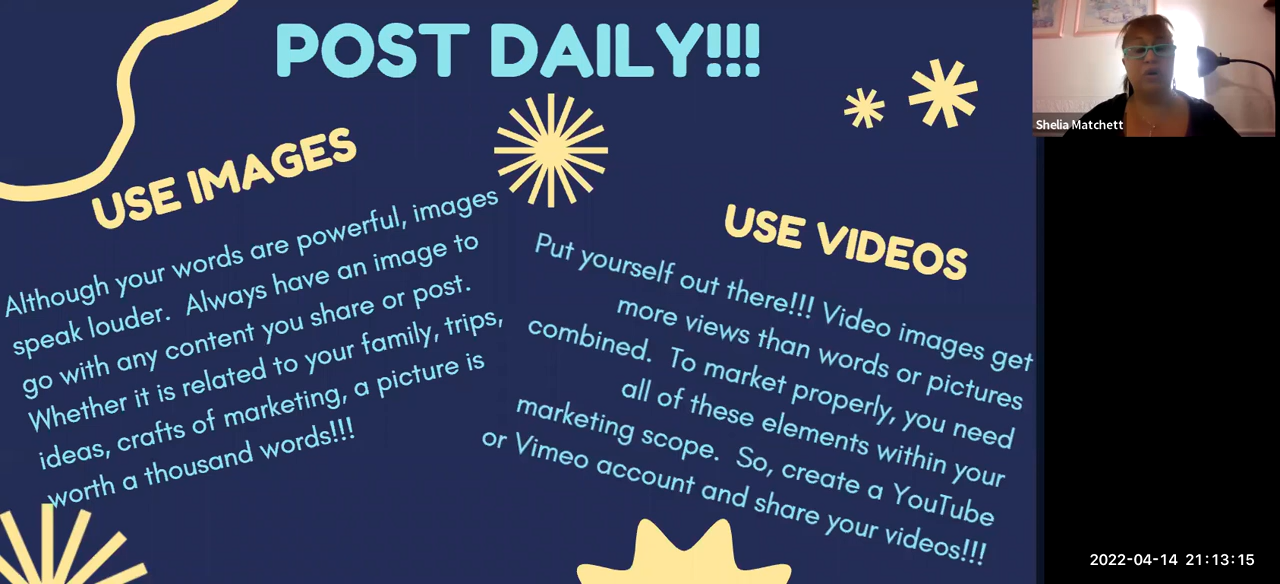 POST DAILY!!!
USE IMAGES
Although your words are powerful, images
speak louder.  Always have an image to
go with any content you share or post.
Whether it is related to your family, trips,
ideas, crafts of marketing, a picture is
worth a thousand words!!!
USE VIDEOS
Put yourself out there!!! Video images get
more views than words or pictures
combined.  To market properly, you need
all of these elements within your
marketing scope.  So, create a YouTube
or Vimeo account and share your videos!!!
Shelia Matchett
2022-04-14 21:13:15